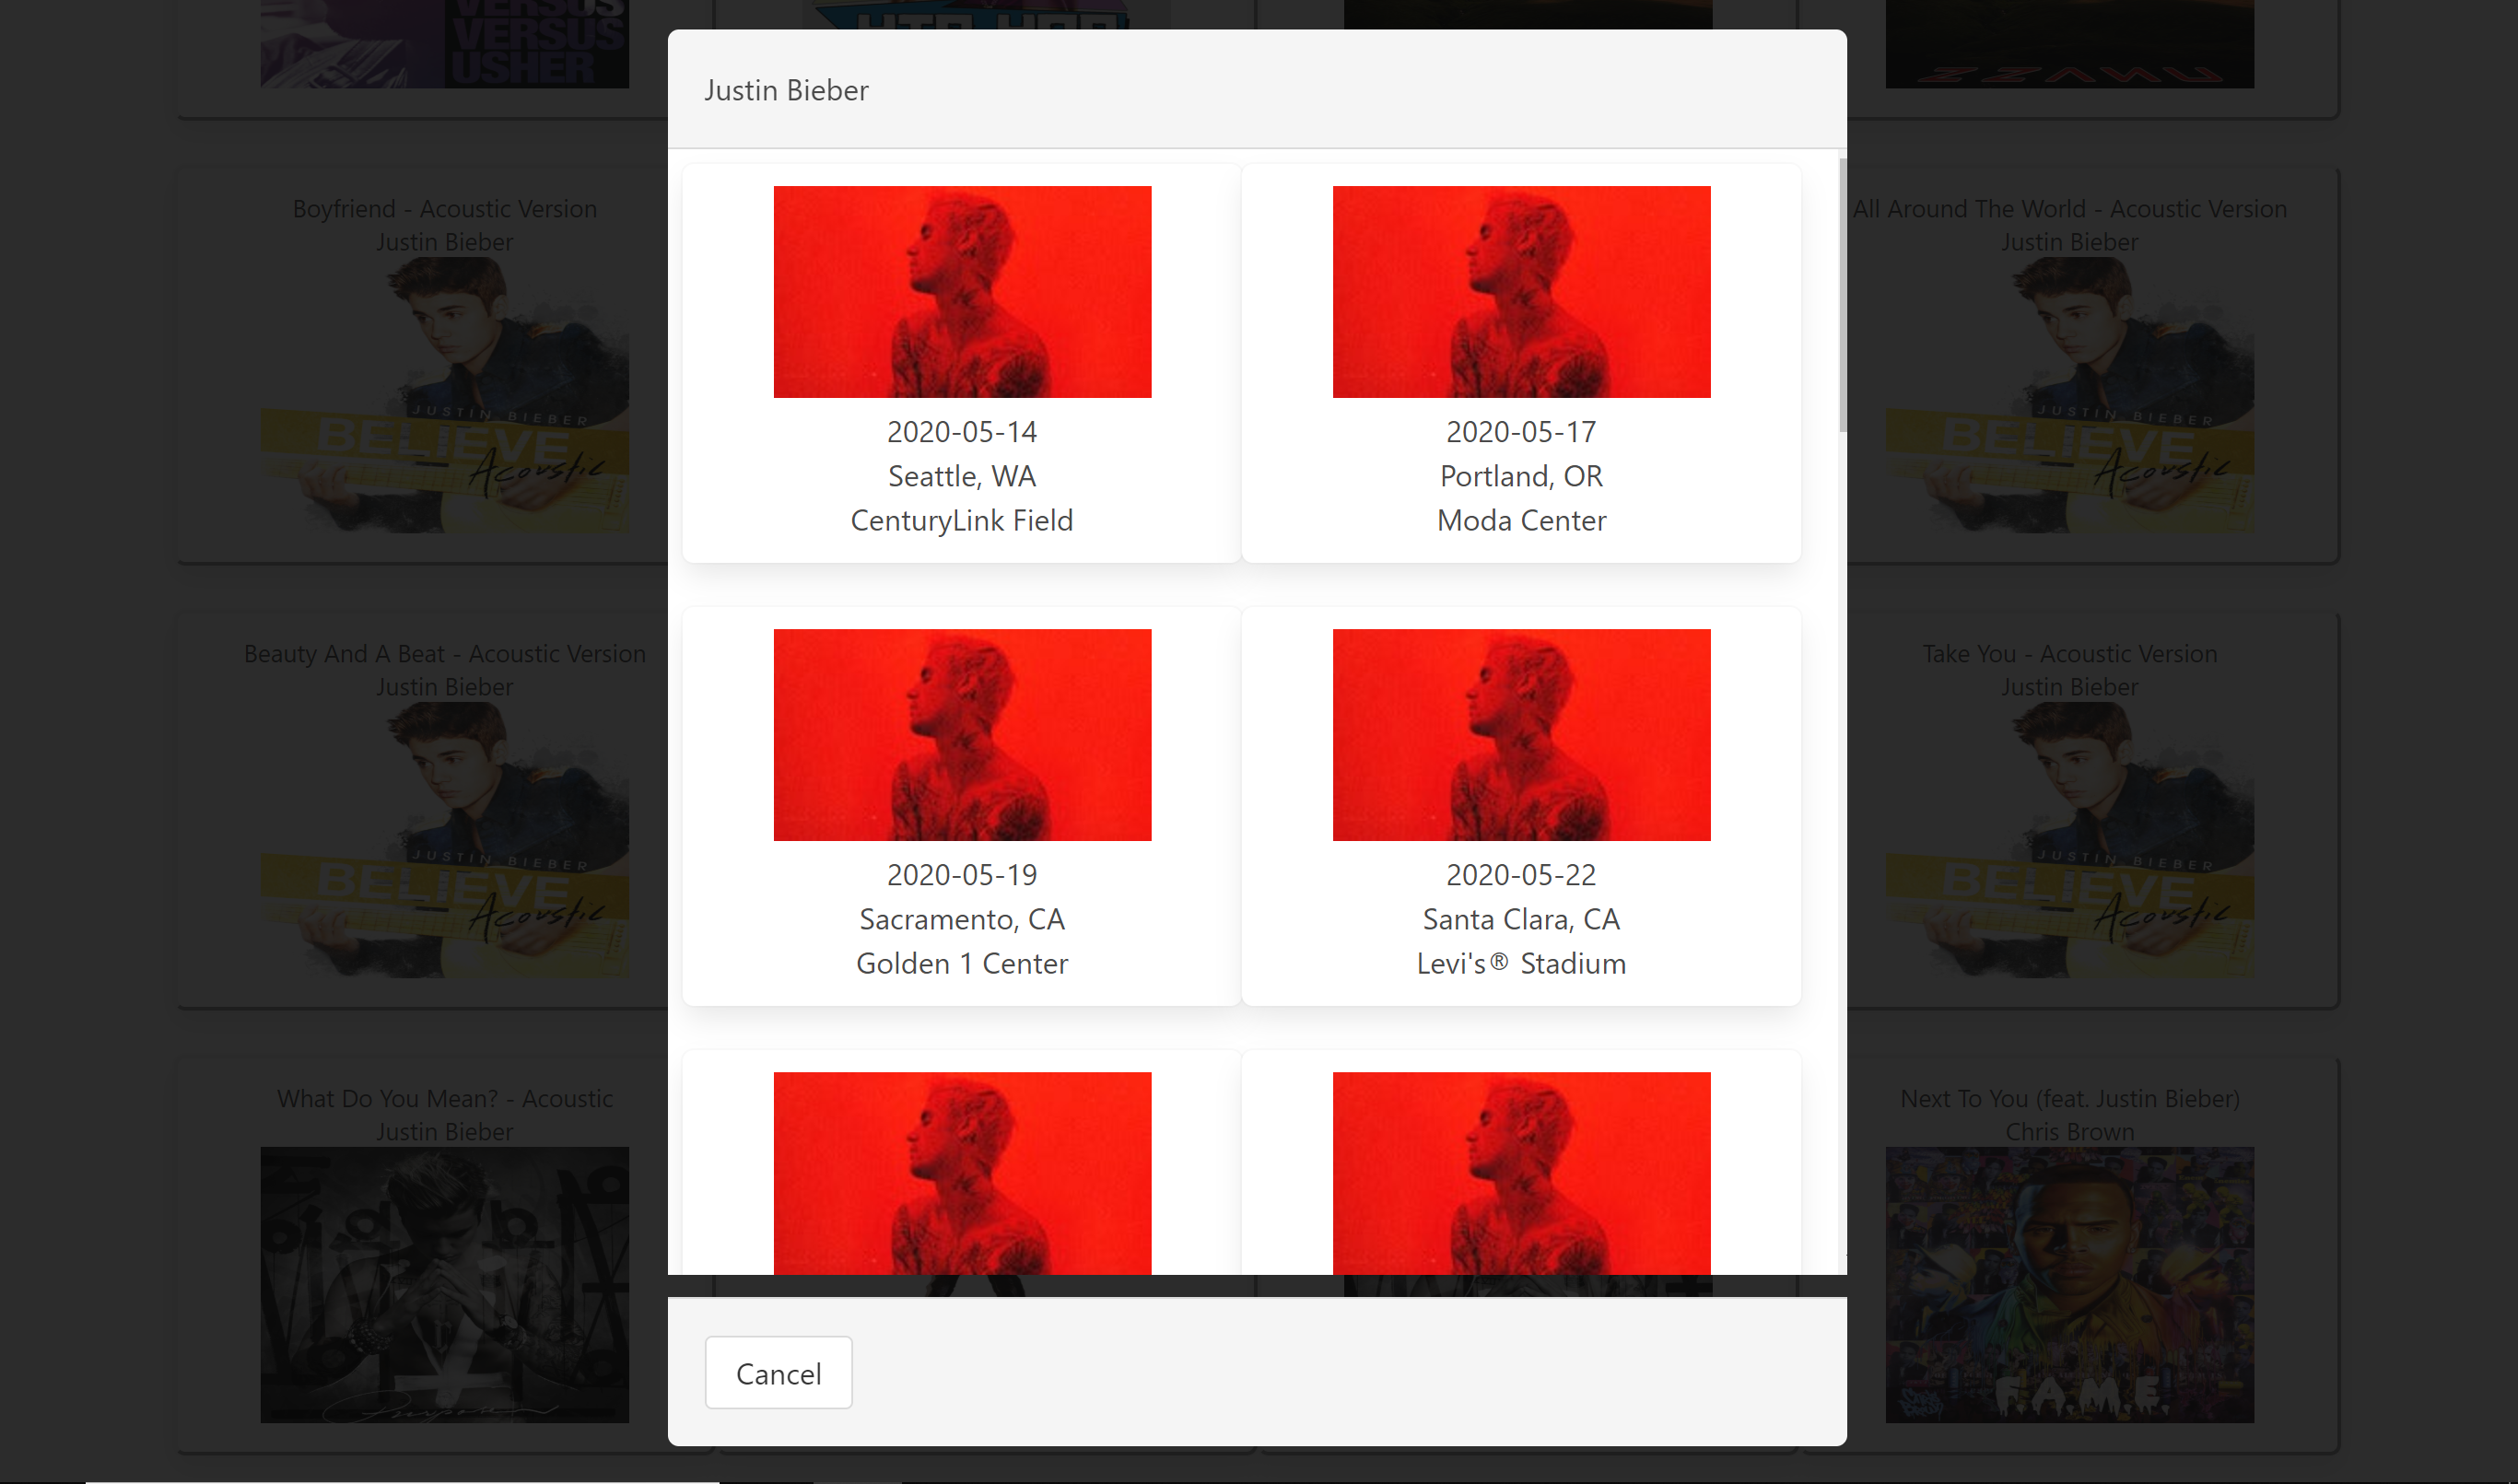 VERSUS
VERSUS
USHER
HIP HOP
Justin Bieber
2020-05-14
Seattle, WA
CenturyLink Field
2020-05-17
Portland, OR
Moda Center
2020-05-19
Sacramento, CA
Golden 1 Center
2020-05-22
Santa Clara, CA
Levi's® Stadium
Cancel
Boyfriend - Acoustic Version
Justin Bieber
JUSTIN BIEBER
BELIEVE
Acoustic
All Around The World - Acoustic Version
Justin Bieber
JUSTIN BIEBER
BELIEVE
Acoustic
Beauty And A Beat - Acoustic Version
Justin Bieber
JUSTIN BIEBER
BELIEVE
Acoustic
Take You - Acoustic Version
Justin Bieber
JUSTIN BIEBER
BELIEVE
Acoustic
What Do You Mean? - Acoustic
Justin Bieber
Purpose
Next To You (feat. Justin Bieber)
Chris Brown
F.A.M.E.